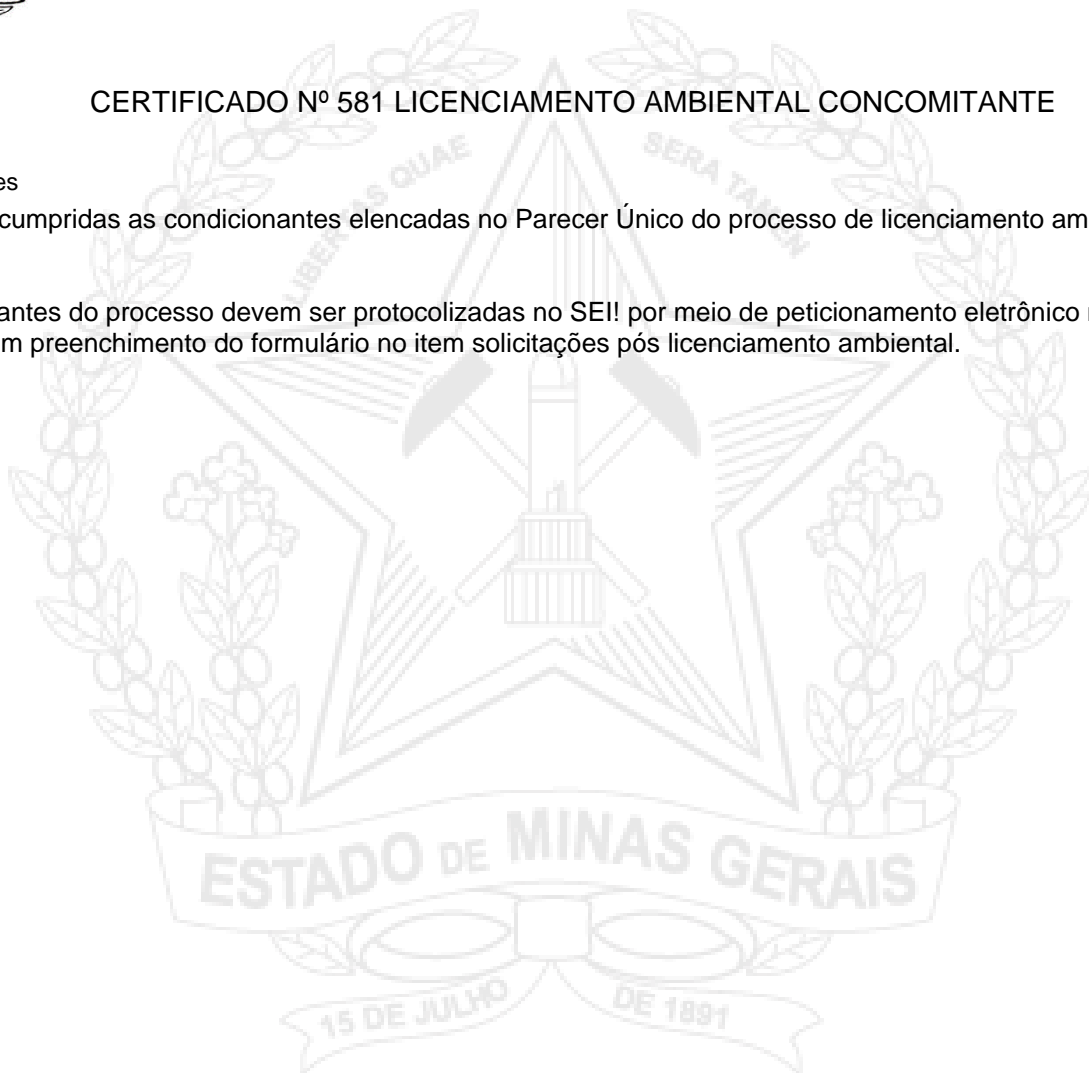 CERTIFICADO Nº 581 LICENCIAMENTO AMBIENTAL CONCOMITANTE
es
cumpridas as condicionantes elencadas no Parecer Único do processo de licenciamento am
antes do processo devem ser protocolizadas no SEI! por meio de peticionamento eletrônico
m preenchimento do formulário no item solicitações pós licenciamento ambiental.
LIBERTAS QUAE SERA TAMEN
ESTADO DE MINAS GERAIS
15 DE JULHO DE 1891